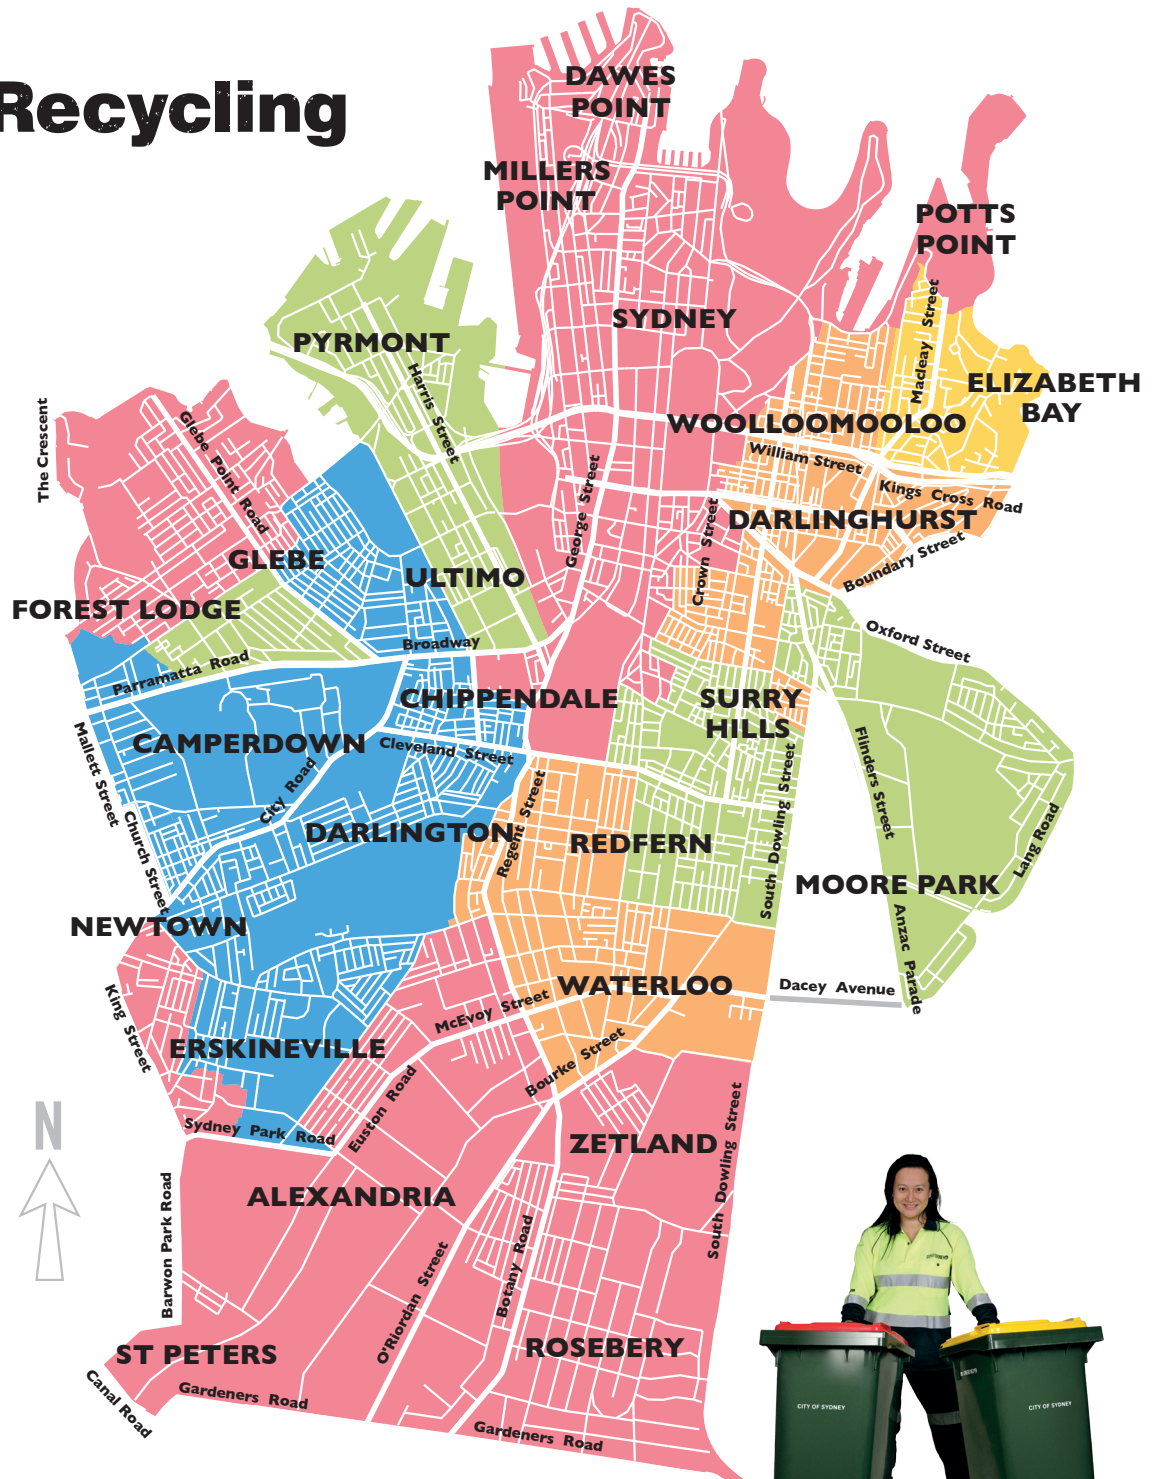 Recycling
DAWES
POINT
MILLERS
POINT
POTTS
POINT
SYDNEY
Macleay Street
PYRMONT
Harris Street
ELIZABETH
BAY
WOOLLOOMOOLOO
The Crescent
Glebe Point Road
William Street
Kings Cross Road
George Street
Crown Street
DARLINGHURST
Boundary Street
GLEBE
ULTIMO
FOREST LODGE
Broadway
Oxford Street
Parramatta Road
CHIPPENDALE
SURRY
HILLS
Mallett Street
CAMPERDOWN
Cleveland Street
City Road
Flinders Street
South Dowling Street
Church Street
DARLINGTON
Regent Street
REDFERN
Lang Road
MOORE PARK
NEWTOWN
Anzac Parade
King Street
WATERLOO
Dacey Avenue
McEvoy Street
ERSKINEVILLE
Bourke Street
Euston Road
Sydney Park Road
N
ZETLAND
South Dowling Street
ALEXANDRIA
Barwon Park Road
O'Riordan Street
Botany Road
ST PETERS
ROSEBERY
Canal Road
Gardeners Road
Gardeners Road
CITY OF SYDNEY
CITY OF SYDNEY